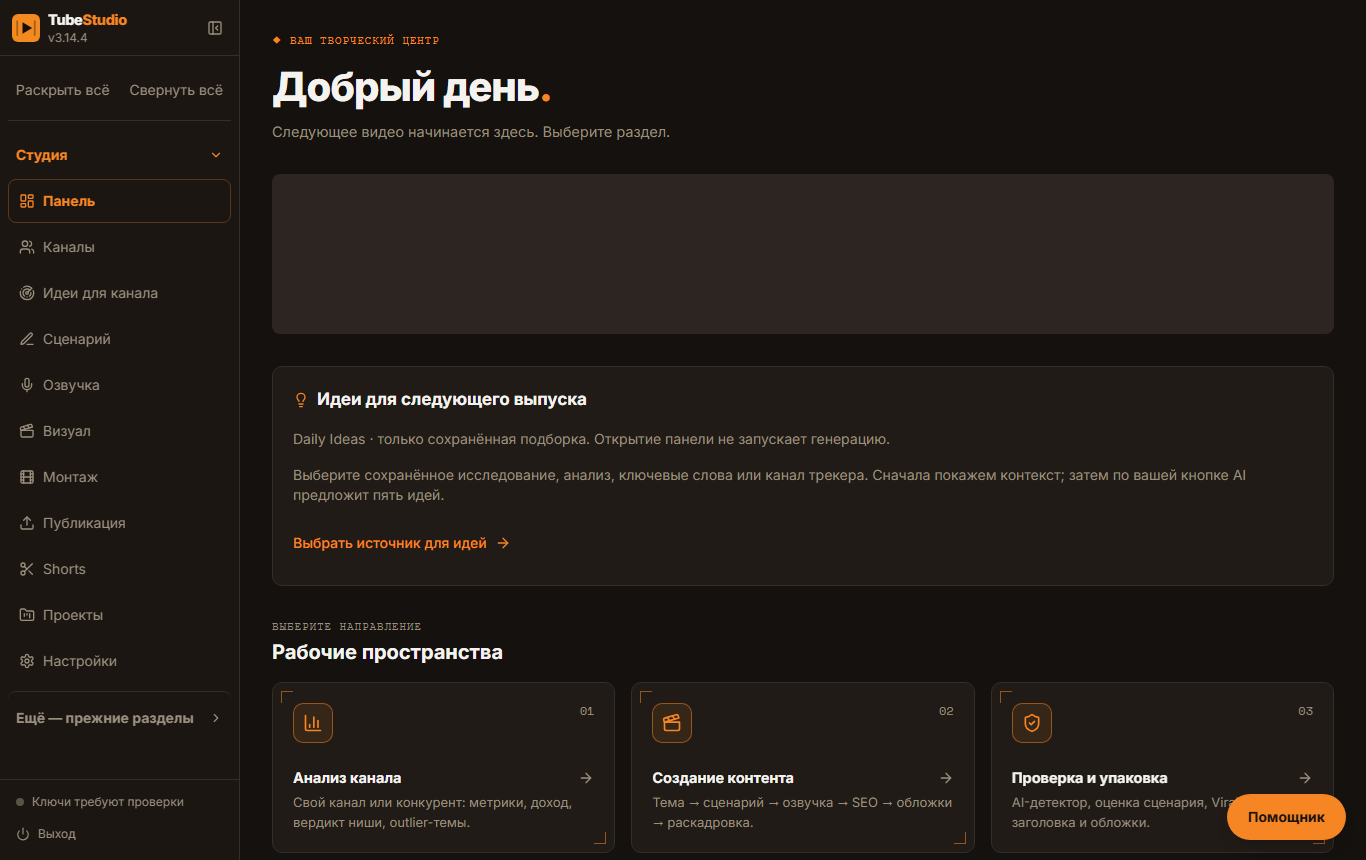 TubeStudio
v3.14.4
Раскрыть всё Свернуть всё
Студия
Панель
Каналы
Идеи для канала
Сценарий
Озвучка
Визуал
Монтаж
Публикация
Shorts
Проекты
Настройки
Ещё — прежние разделы
Ключи требуют проверки
Выход
ВАШ ТВОРЧЕСКИЙ ЦЕНТР
Добрый день.
Следующее видео начинается здесь. Выберите раздел.
Идеи для следующего выпуска
Daily Ideas · только сохранённая подборка. Открытие панели не запускает генерацию.
Выберите сохранённое исследование, анализ, ключевые слова или канал трекера. Сначала покажем контекст; затем по вашей кнопке AI
предложит пять идей.
Выбрать источник для идей →
ВЫБЕРИТЕ НАПРАВЛЕНИЕ
Рабочие пространства
01
Анализ канала →
Свой канал или конкурент: метрики, доход,
вердикт ниши, outlier-темы.
02
Создание контента →
Тема → сценарий → озвучка → SEO → обложки
→ раскадровка.
03
Проверка и упаковка →
AI-детектор, оценка сценария,
заголовка и обложки.
Помощник